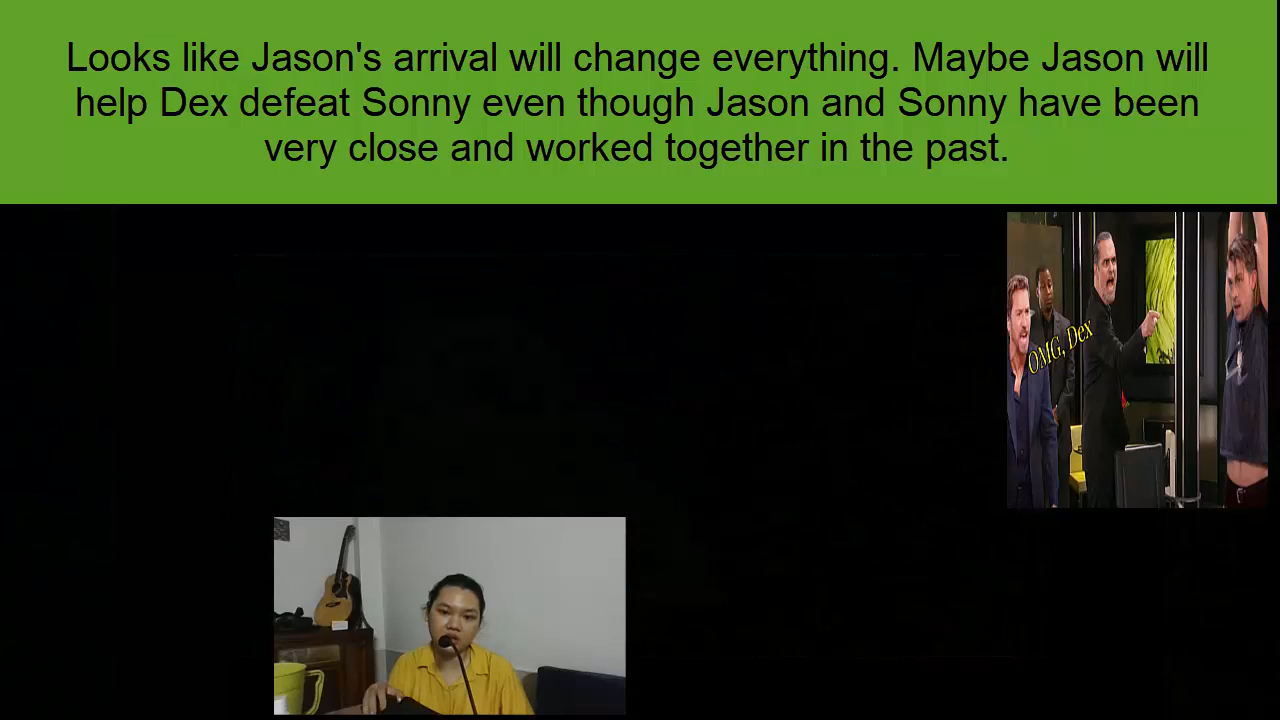 Looks like Jason's arrival will change everything. Maybe Jason will
help Dex defeat Sonny even though Jason and Sonny have been
very close and worked together in the past.
OMG, Dex